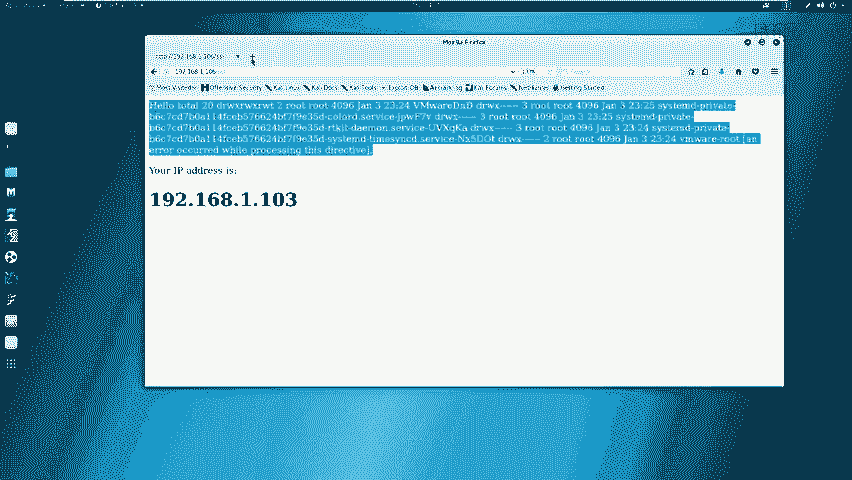 Mozilla Firefox
http://192.168.1.106/ss
192.168.1.106
Most Visited Offensive Security Kali Linux Kali Docs Kali Tools Exploit-DB Aircrack-ng Kali Forums NetHunter Getting Started
Hello total 20 drwxrwxrwt 2 root root 4096 Jan 3 23:24 VMwareDnD drwx------ 3 root root 4096 Jan 3 23:25 systemd-private-
b6c7cd7b0a114fceb576624bf7f9e35d-colord.service-jpwF7v drwx------ 3 root root 4096 Jan 3 23:24 systemd-private-
b6c7cd7b0a114fceb576624bf7f9e35d-rtkit-daemon.service-UVXqKa drwx------ 3 root root 4096 Jan 3 23:24 systemd-private-
b6c7cd7b0a114fceb576624bf7f9e35d-systemd-timesyncd.service-Nx5DOt drwx------ 2 root root 4096 Jan 3 23:24 vmware-root [an
error occurred while processing this directive],
Your IP address is:
192.168.1.103